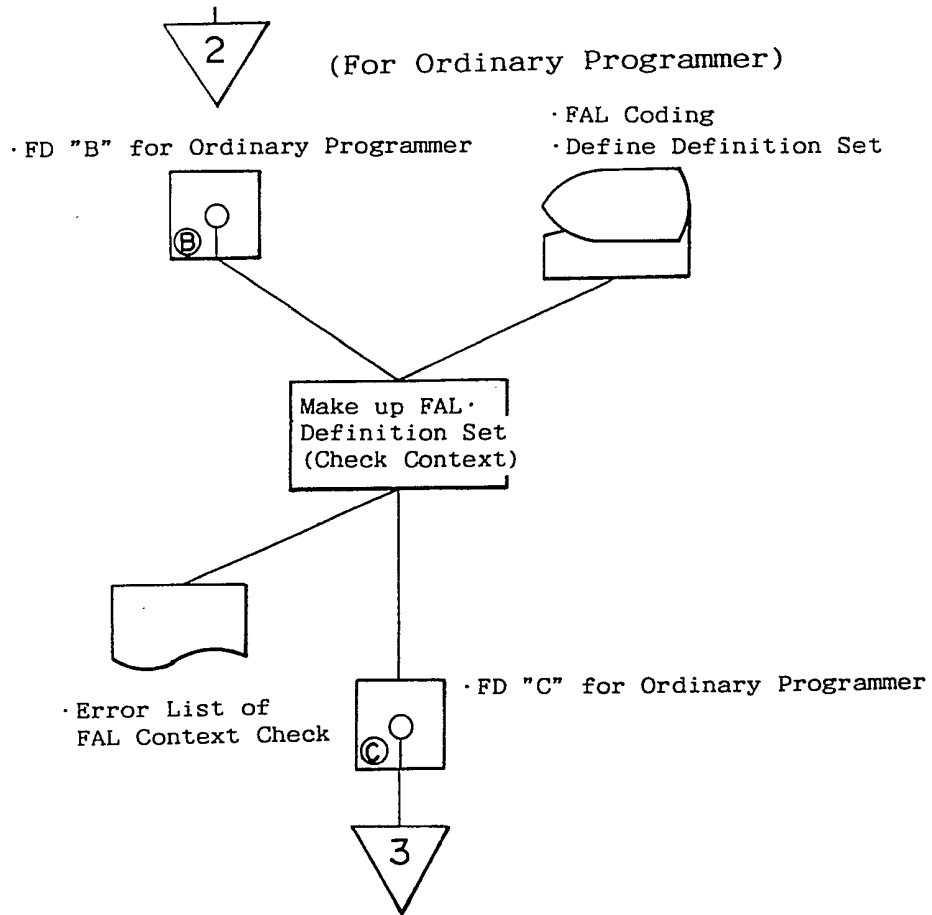 2
(For Ordinary Programmer)
·FAL Coding
·Define Definition Set
·FD "B" for Ordinary Programmer
B
Make up FAL·
Definition Set
(Check Context)
·FD "C" for Ordinary Programmer
·Error List of
FAL Context Check
C
3